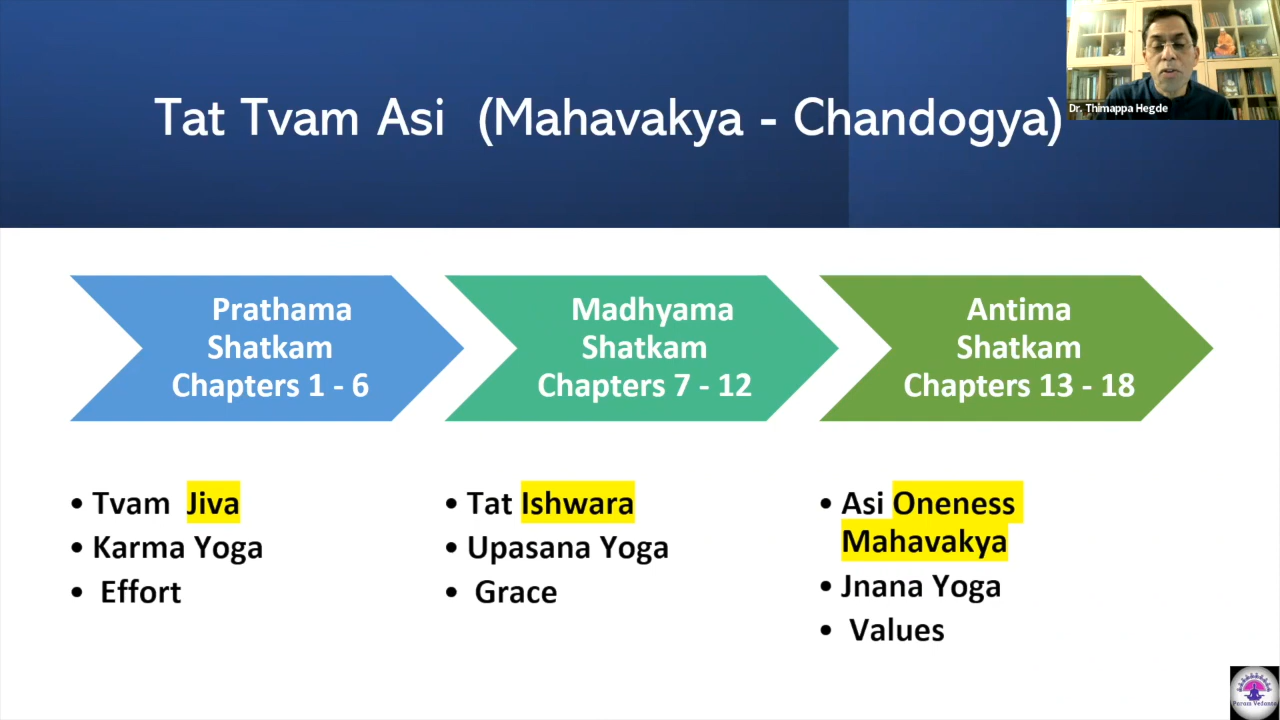 Tat Tvam Asi (Mahavakya - Chandogya)
Dr. Thimappa Hegde
Prathama
Shatkam
Chapters 1 - 6
Madhyama
Shatkam
Chapters 7 - 12
Antima
Shatkam
Chapters 13 - 18
• Tvam Jiva
• Karma Yoga
• Effort
• Tat Ishwara
• Upasana Yoga
• Grace
• Asi Oneness
Mahavakya
• Jnana Yoga
• Values
Param Vedanta